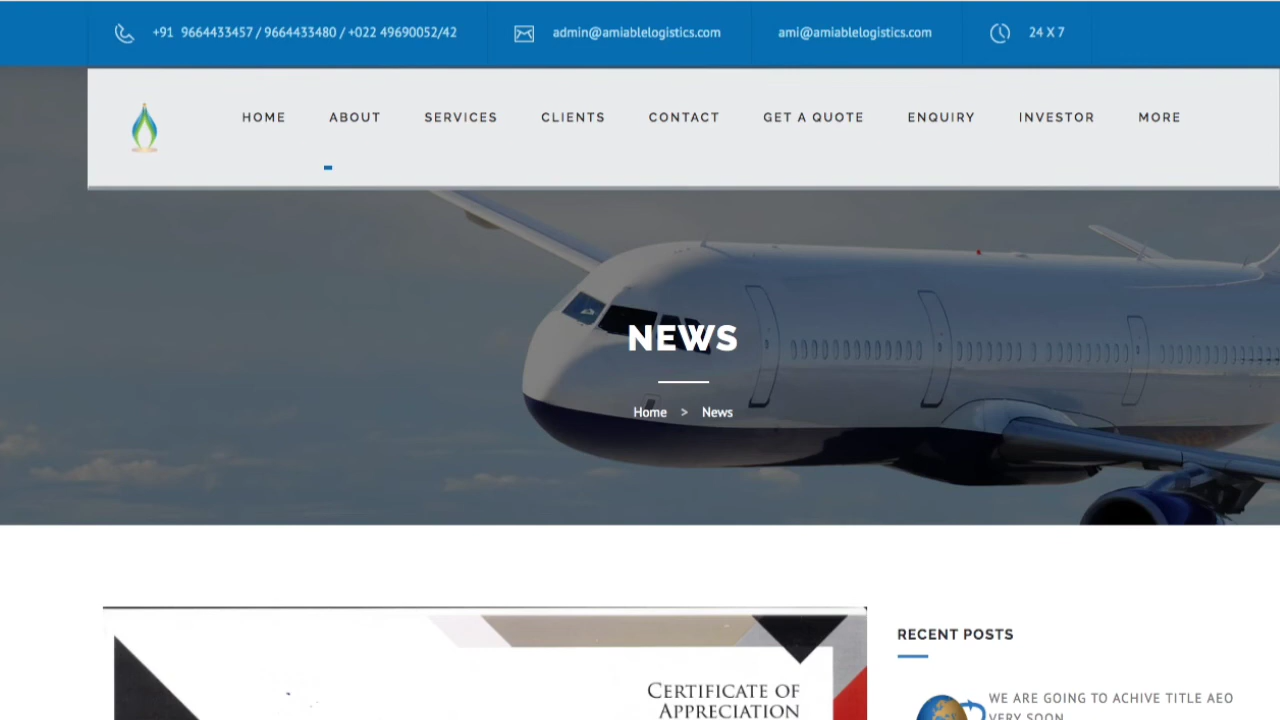 +91 9664433457 / 9664433480 / +022 49690052/42
admin@amiablelogistics.com
ami@amiablelogistics.com
24 X 7
HOME ABOUT SERVICES CLIENTS CONTACT GET A QUOTE ENQUIRY INVESTOR MORE
NEWS
Home > News
CERTIFICATE OF
APPRECIATION
RECENT POSTS
WE ARE GOING TO ACHIVE TITLE AEO
VERY SOON